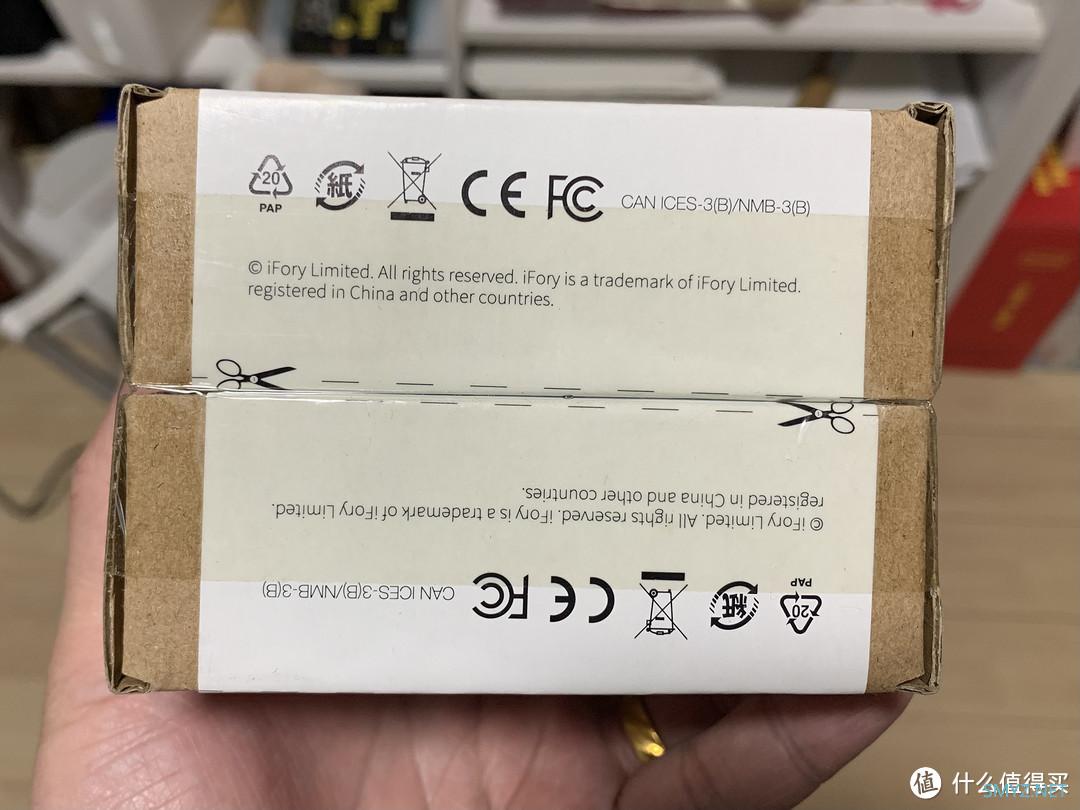 20
PAP
紙
CE FC CAN ICES-3(B)/NMB-3(B)
© iFory Limited. All rights reserved. iFory is a trademark of iFory Limited.
registered in China and other countries.
© iFory Limited. All rights reserved. iFory is a trademark of iFory Limited.
registered in China and other countries.
20
PAP
紙
CE FC CAN ICES-3(B)/NMB-3(B)
值 什么值得买
SMYZ.NET